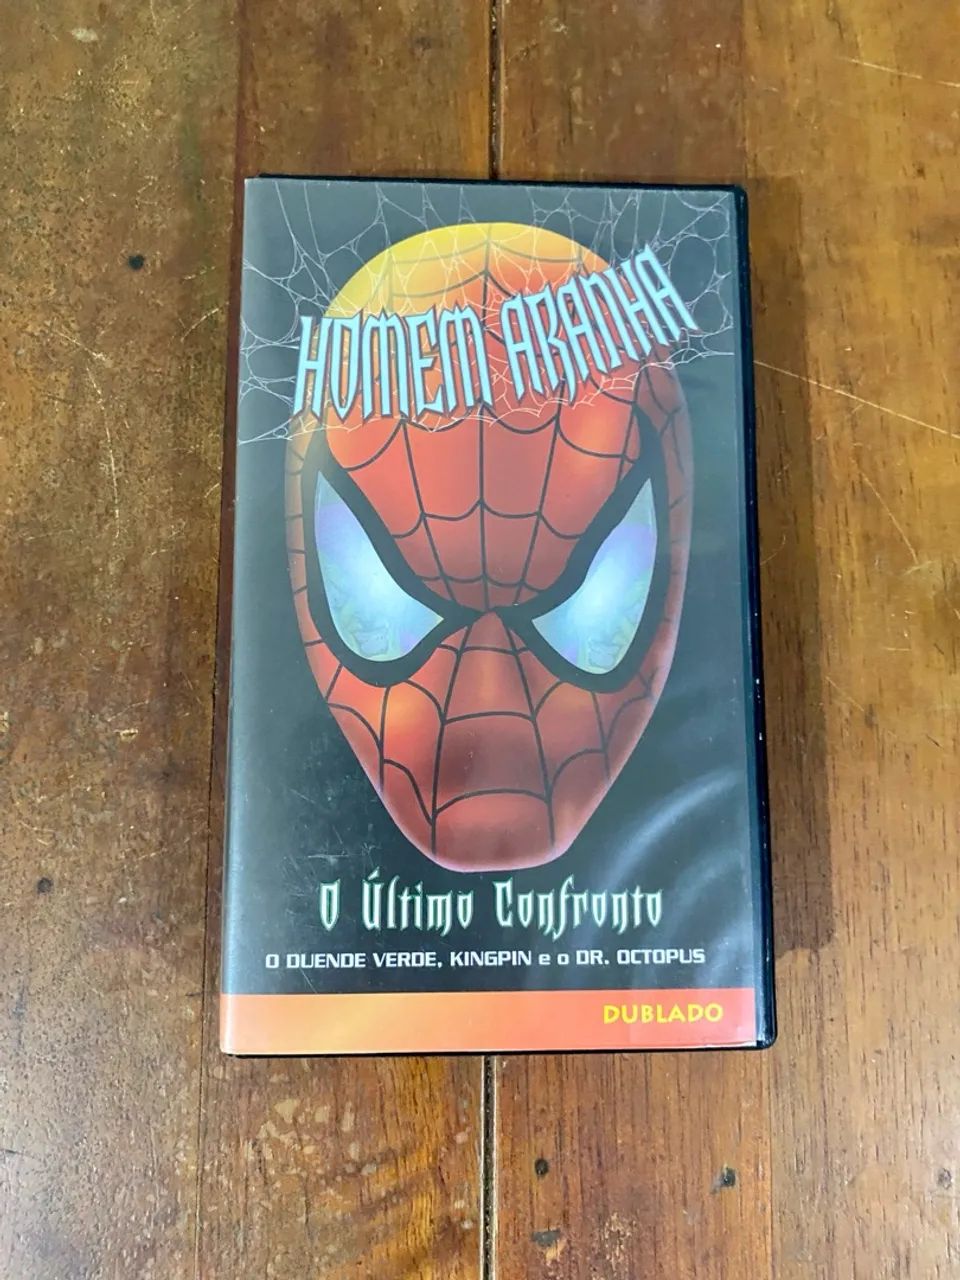 HOMEM ARANHA
O Último Confronto
O DUENDE VERDE, KINGPIN e o DR. OCTOPUS
DUBLADO